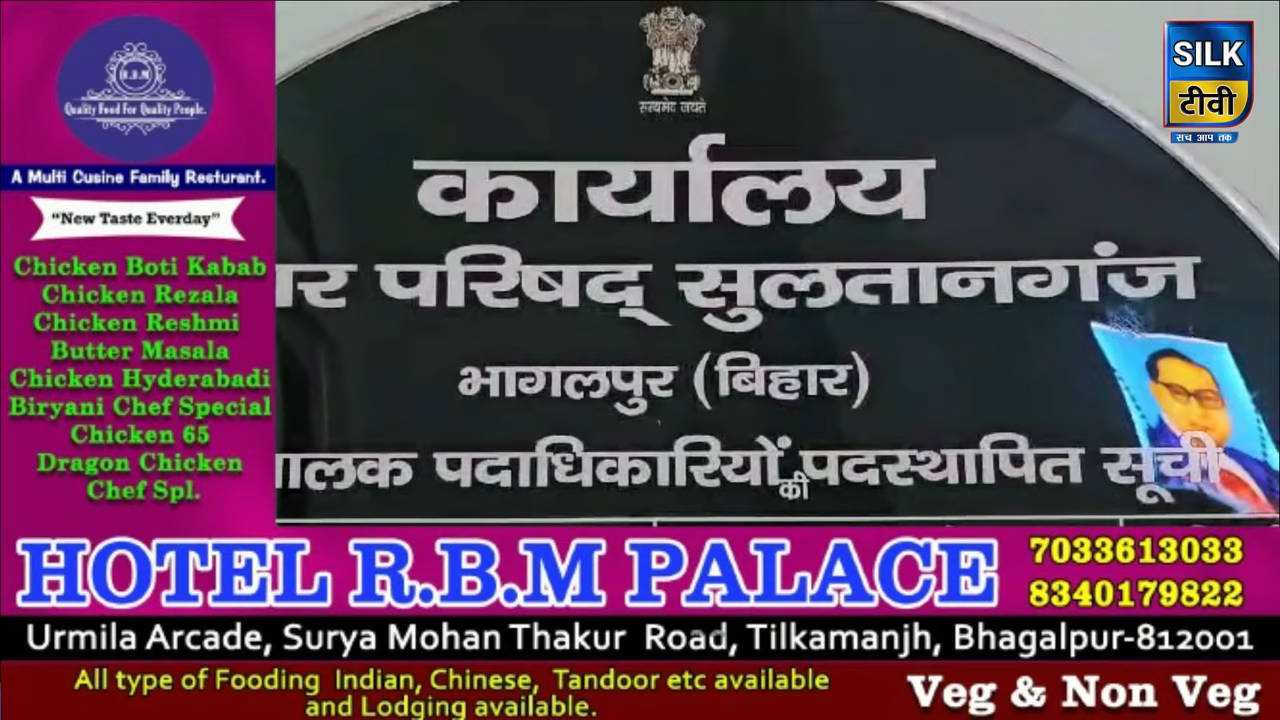 R.B.M
Quality Food For Quality People.
A Multi Cusine Family Resturant.
"New Taste Everday"
Chicken Boti Kabab
Chicken Rezala
Chicken Reshmi
Butter Masala
Chicken Hyderabadi
Biryani Chef Special
Chicken 65
Dragon Chicken
Chef Spl.
सत्यमेव जयते
कार्यालय
परिषद् सुलतानगंज
भागलपुर (बिहार)
पदाधिकारियों की पदस्थापित सूची
SILK
टीवी
सच आप तक
HOTEL R.B.M PALACE
7033613033
8340179822
Urmila Arcade, Surya Mohan Thakur Road, Tilkamanjh, Bhagalpur-812001
All type of Fooding Indian, Chinese, Tandoor etc available
and Lodging available.
Veg & Non Veg